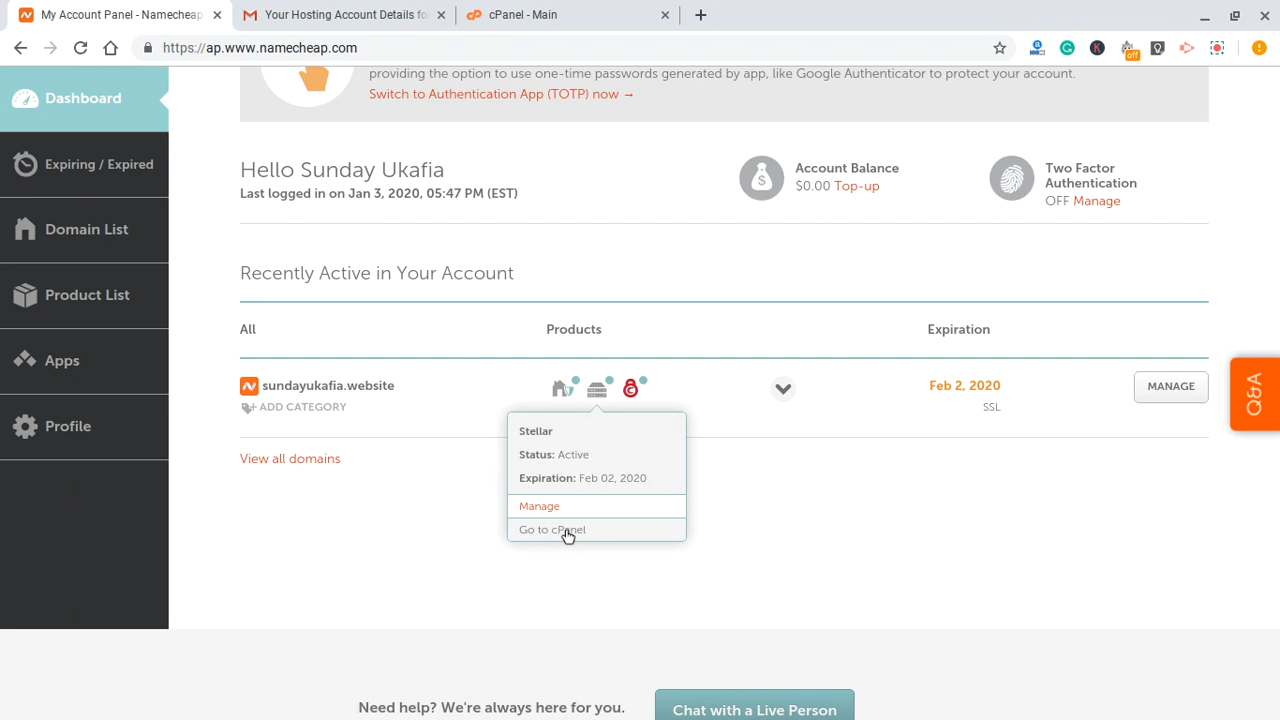 My Account Panel - Namecheap
Your Hosting Account Details fo
cPanel - Main
https://ap.www.namecheap.com
off
Dashboard
Expiring / Expired
Domain List
Product List
Apps
Profile
providing the option to use one-time passwords generated by app, like Google Authenticator to protect your account.
Switch to Authentication App (TOTP) now →
Hello Sunday Ukafia
Last logged in on Jan 3, 2020, 05:47 PM (EST)
Account Balance
$0.00 Top-up
Two Factor
Authentication
OFF Manage
Recently Active in Your Account
All Products Expiration
sundayukafia.website
ADD CATEGORY
Feb 2, 2020
SSL
MANAGE
Stellar
Status: Active
Expiration: Feb 02, 2020
Manage
Go to cPanel
View all domains
Q&A
Need help? We're always here for you.
Chat with a Live Person